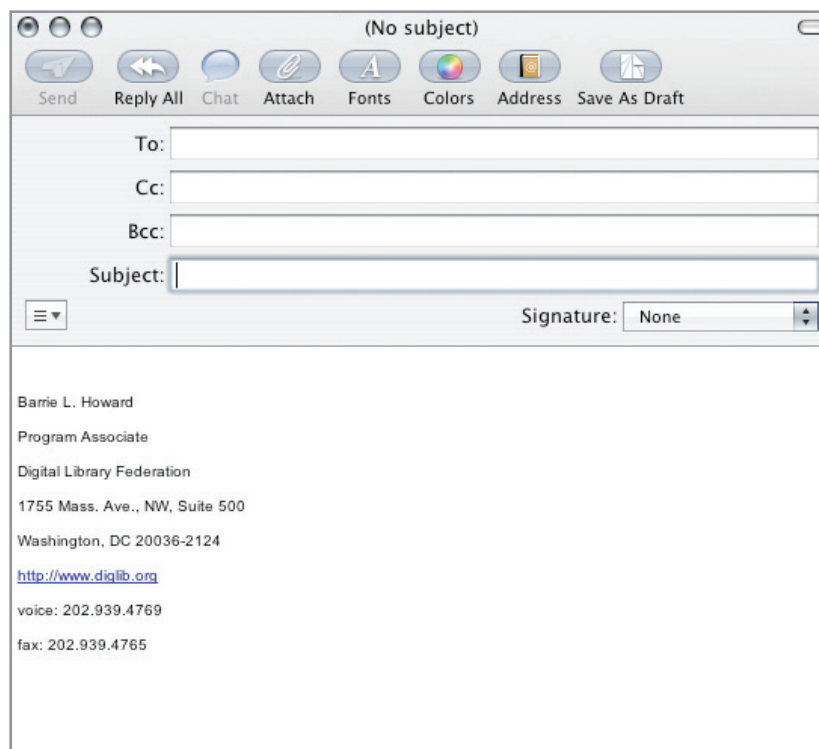 (No subject)
Send Reply All Chat Attach Fonts Colors Address Save As Draft
To:
Cc:
Bcc:
Subject:
Signature: None
Barrie L. Howard
Program Associate
Digital Library Federation
1755 Mass. Ave., NW, Suite 500
Washington, DC 20036-2124
http://www.diglib.org
voice: 202.939.4769
fax: 202.939.4765